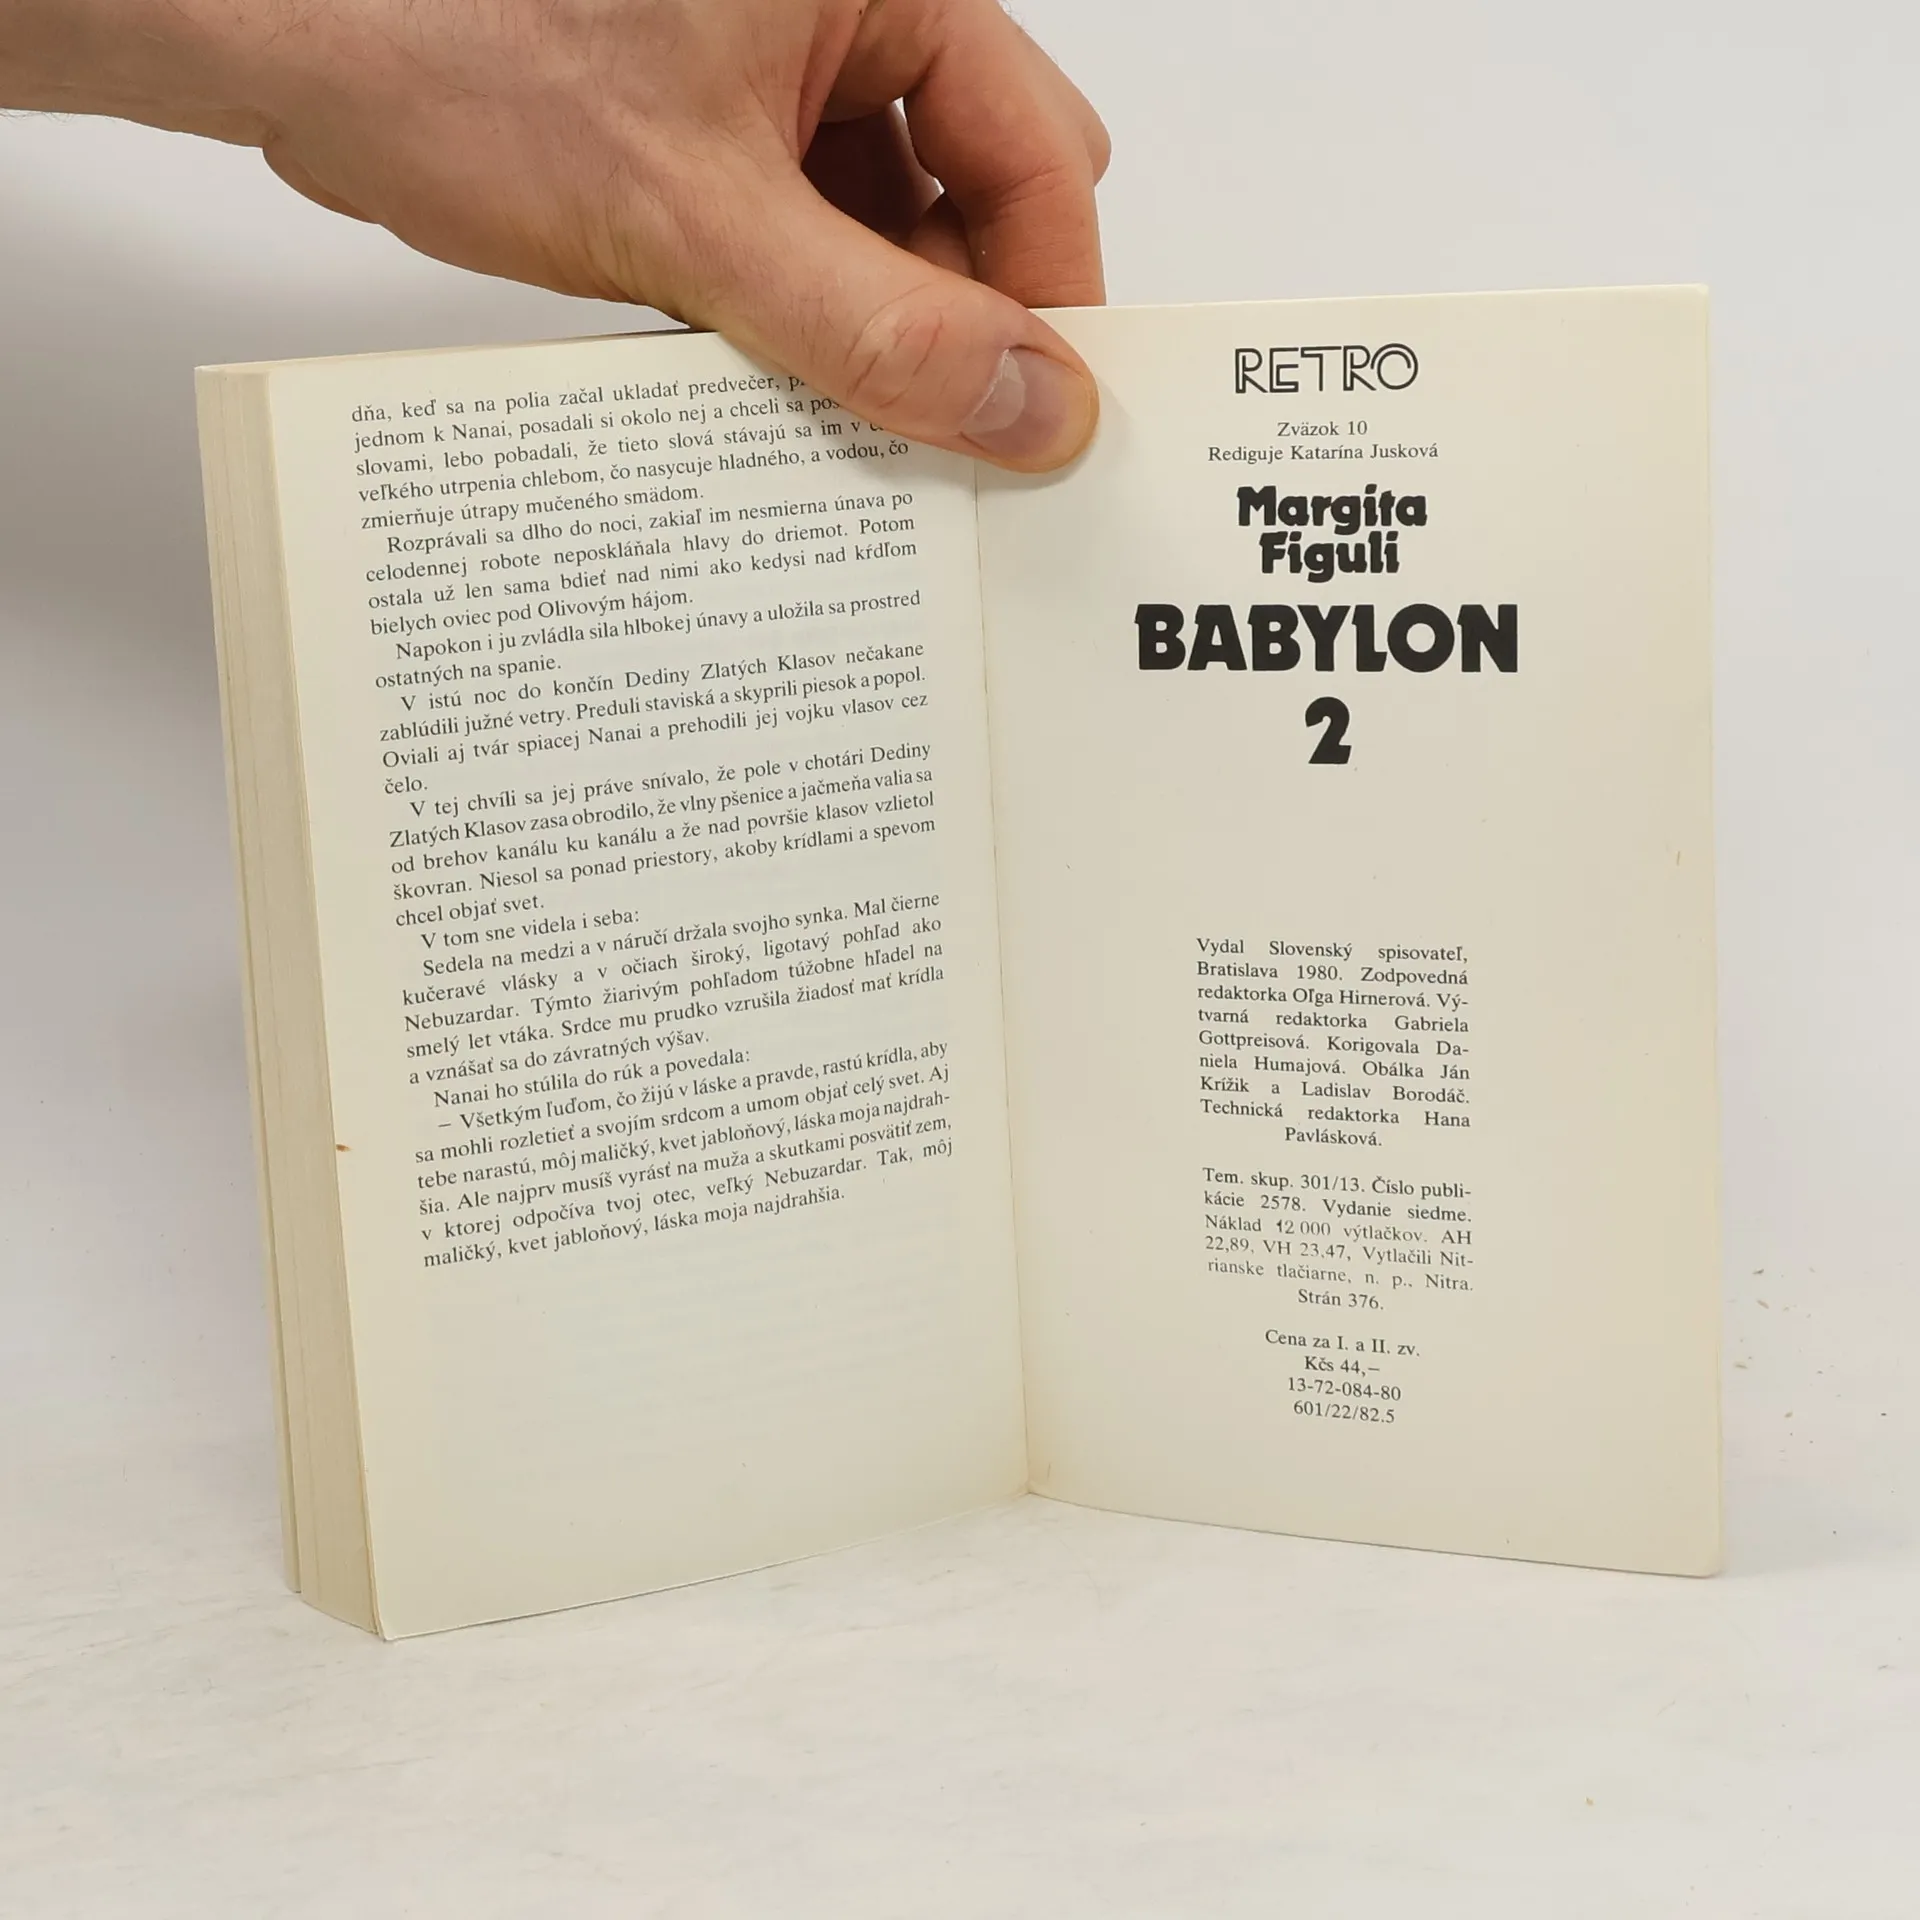 dňa, keď sa na polia začal ukladať predvečer,
jednom k Nanai, posadali si okolo nej a chceli sa
slovami, lebo pobadali, že tieto slová stávajú sa im v
veľkého utrpenia chlebom, čo nasycuje hladného, a vodou, čo
zmierňuje útrapy mučeného smädom.
Rozprávali sa dlho do noci, zakiaľ im nesmierna únava po
celodennej robote neposkláňala hlavy do driemot. Potom
ostala už len sama bdieť nad nimi ako kedysi nad kŕdľom
bielych oviec pod Olivovým hájom.
Napokon i ju zvládla sila hlbokej únavy a uložila sa prostred
ostatných na spanie.
V istú noc do končín Dediny Zlatých Klasov nečakane
zablúdili južné vetry. Preduli staviská a skyprili piesok a popol.
Oviali aj tvár spiacej Nanai a prehodili jej vojku vlasov cez
čelo.
V tej chvíli sa jej práve snívalo, že pole v chotári Dediny
Zlatých Klasov zasa obrodilo, že vlny pšenice a jačmeňa valia sa
od brehov kanálu ku kanálu a že nad površie klasov vzlietol
škovran. Niesol sa ponad priestory, akoby krídlami a spevom
chcel objať svet.
V tom sne videla i seba:
Sedela na medzi a v náručí držala svojho synka. Mal čierne
kučeravé vlásky a v očiach široký, ligotavý pohľad ako
Nebuzardar. Týmto žiarivým pohľadom túžobne hľadel na
smelý let vtáka. Srdce mu prudko vzrušila žiadosť mať krídla
a vznášať sa do závratných výšav.
Nanai ho stúlila do rúk a povedala:
– Všetkým ľuďom, čo žijú v láske a pravde, rastú krídla, aby
sa mohli rozletieť a svojím srdcom a umom objať celý svet. Aj
tebe narastú, môj maličký, kvet jabloňový, láska moja najdrah-
šia. Ale najprv musíš vyrásť na muža a skutkami posvätiť zem,
v ktorej odpočíva tvoj otec, veľký Nebuzardar. Tak, môj
maličký, kvet jabloňový, láska moja najdrahšia.
RETRO
Zväzok 10
Rediguje Katarína Jusková
Margita
Figuli
BABYLON
2
Vydal Slovenský spisovateľ,
Bratislava 1980. Zodpovedná
redaktorka Oľga Hirnerová. Vý-
tvarná redaktorka Gabriela
Gottpreisová. Korigovala Da-
niela Humajová. Obálka Ján
Krížik a Ladislav Borodáč.
Technická redaktorka Hana
Pavlásková.
Tem. skup. 301/13. Číslo publi-
kácie 2578. Vydanie siedme.
Náklad 12 000 výtlačkov. AH
22,89, VH 23,47, Vytlačili Nit-
rianske tlačiarne, n. p., Nitra.
Strán 376.
Cena za I. a II. zv.
Kčs 44,–
13-72-084-80
601/22/82.5